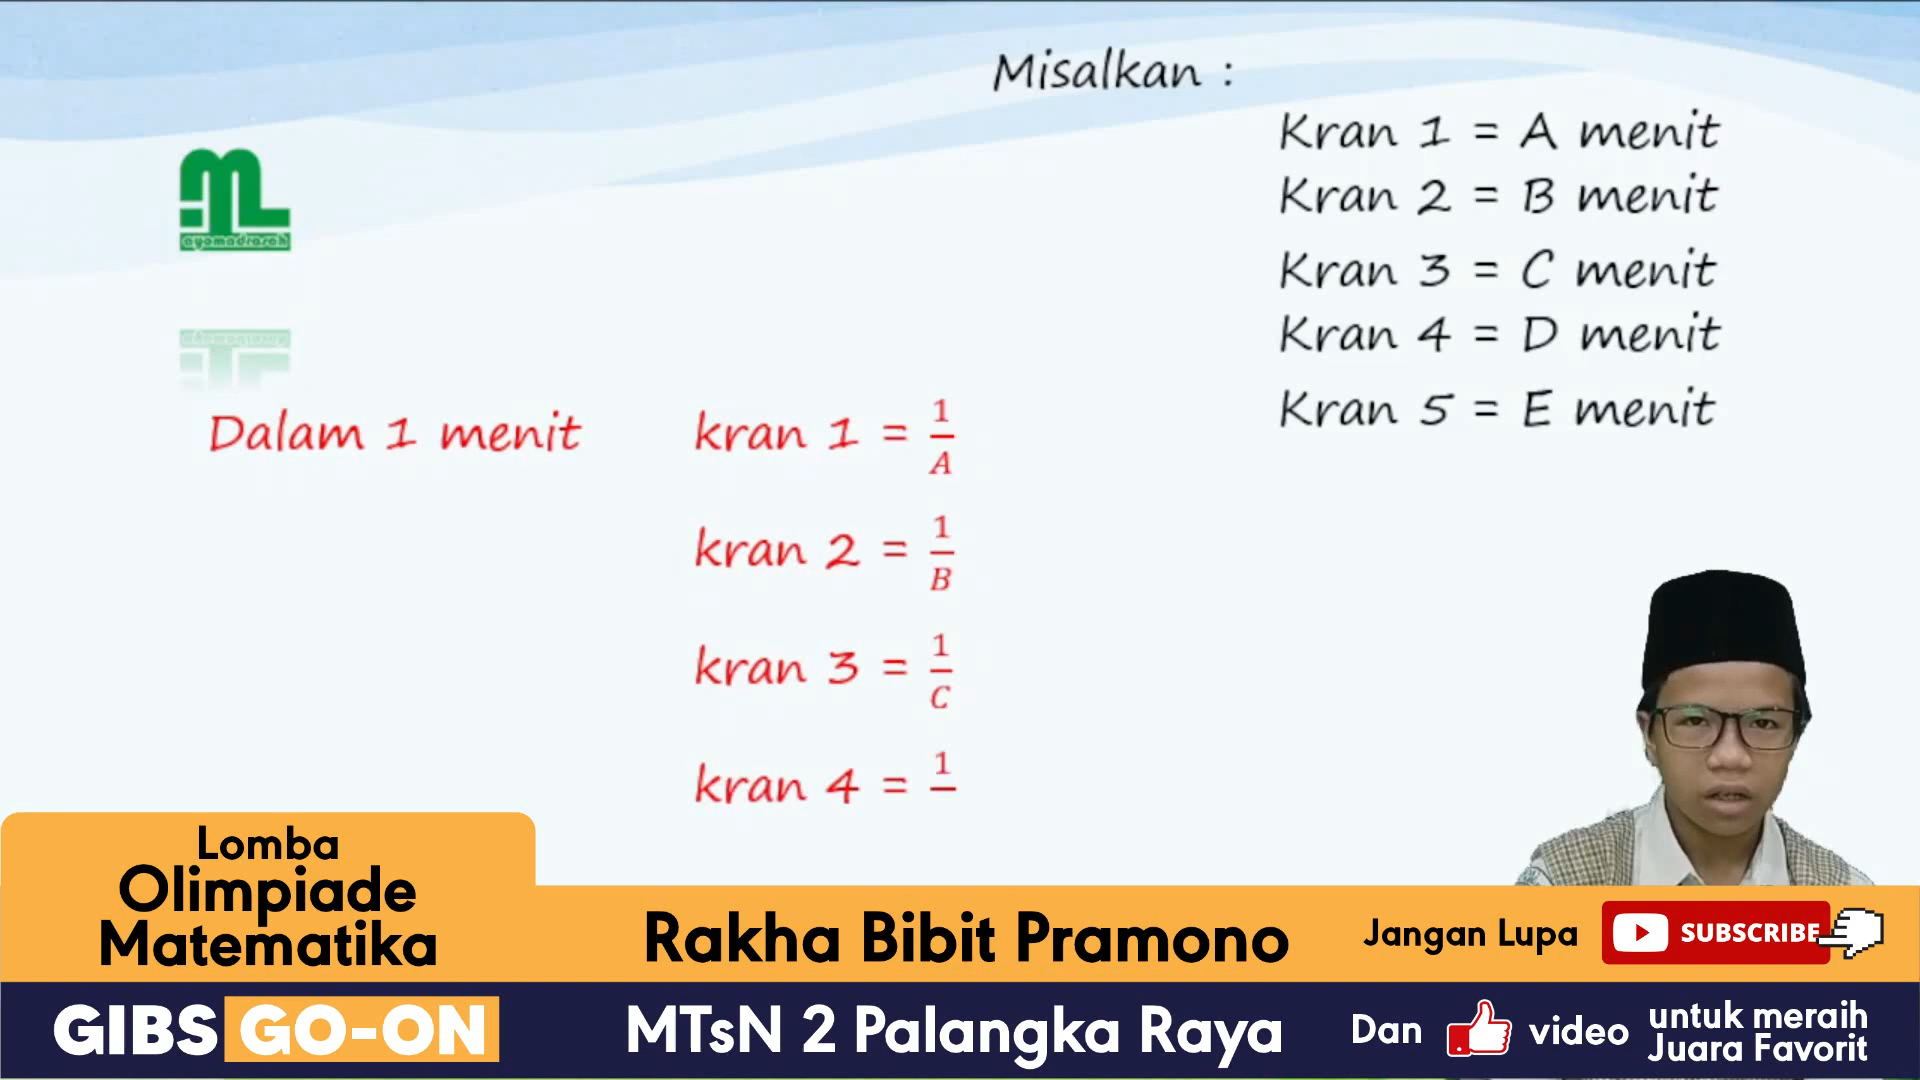 Misalkan :
Kran 1 = A menit
Kran 2 = B menit
Kran 3 = C menit
Kran 4 = D menit
Kran 5 = E menit
ayomadrasah
Dalam 1 menit kran 1 = 1/A
kran 2 = 1/B
kran 3 = 1/C
kran 4 = 1/
Lomba
Olimpiade
Matematika
Rakha Bibit Pramono
Jangan Lupa
SUBSCRIBE
GIBS GO-ON
MTsN 2 Palangka Raya
Dan video untuk meraih
Juara Favorit